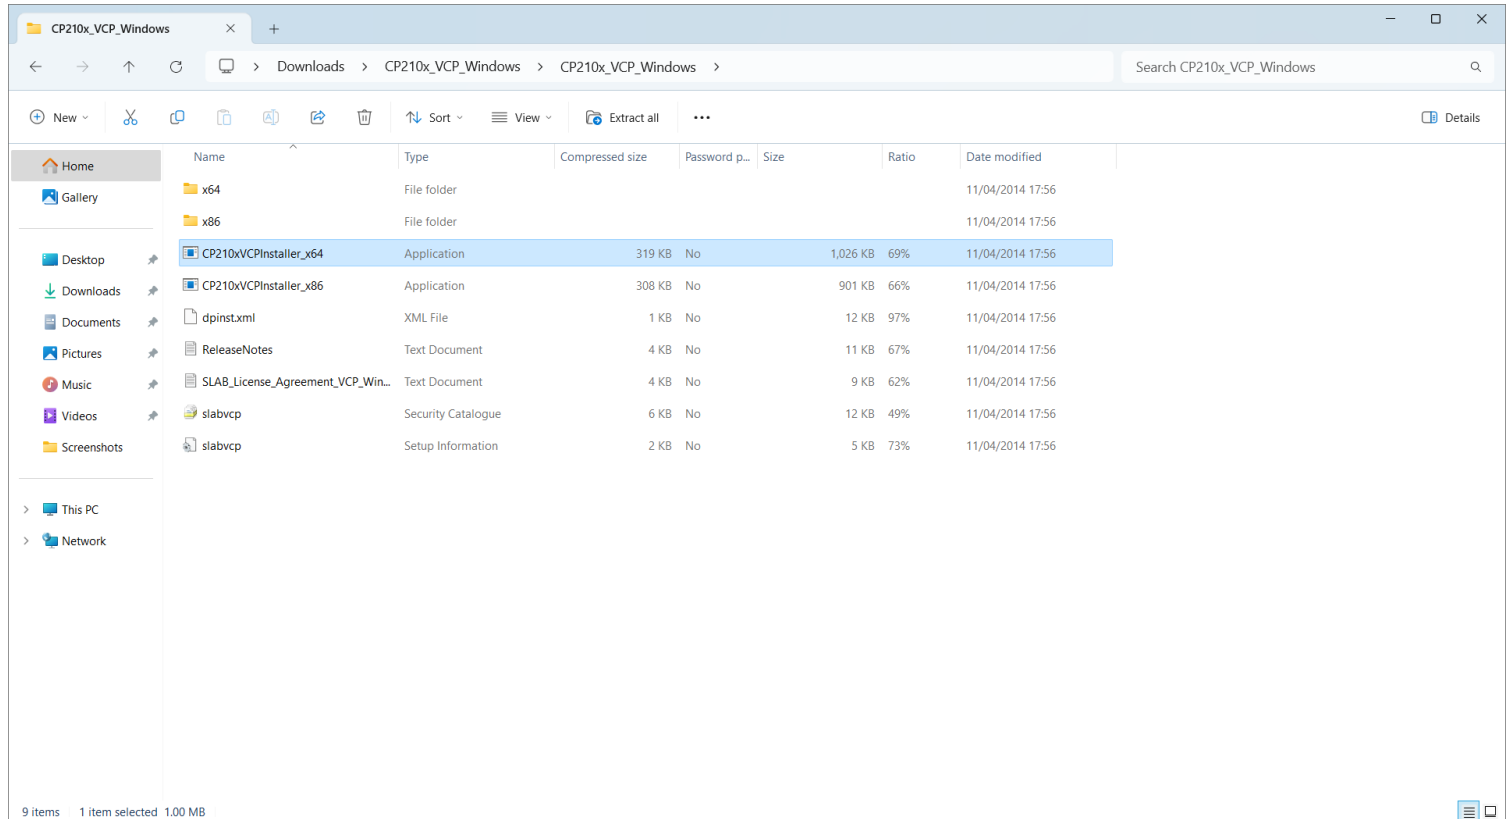 CP210x_VCP_Windows
Downloads > CP210x_VCP_Windows > CP210x_VCP_Windows >
Search CP210x_VCP_Windows
New
Sort
View
Extract all
Details
Name Type Compressed size Password p... Size Ratio Date modified
x64 File folder 11/04/2014 17:56
x86 File folder 11/04/2014 17:56
CP210xVCPInstaller_x64 Application 319 KB No 1,026 KB 69% 11/04/2014 17:56
CP210xVCPInstaller_x86 Application 308 KB No 901 KB 66% 11/04/2014 17:56
dpinst.xml XML File 1 KB No 12 KB 97% 11/04/2014 17:56
ReleaseNotes Text Document 4 KB No 11 KB 67% 11/04/2014 17:56
SLAB_License_Agreement_VCP_Win... Text Document 4 KB No 9 KB 62% 11/04/2014 17:56
slabvcp Security Catalogue 6 KB No 12 KB 49% 11/04/2014 17:56
slabvcp Setup Information 2 KB No 5 KB 73% 11/04/2014 17:56
Home
Gallery
Desktop
Downloads
Documents
Pictures
Music
Videos
Screenshots
This PC
Network
9 items 1 item selected 1.00 MB